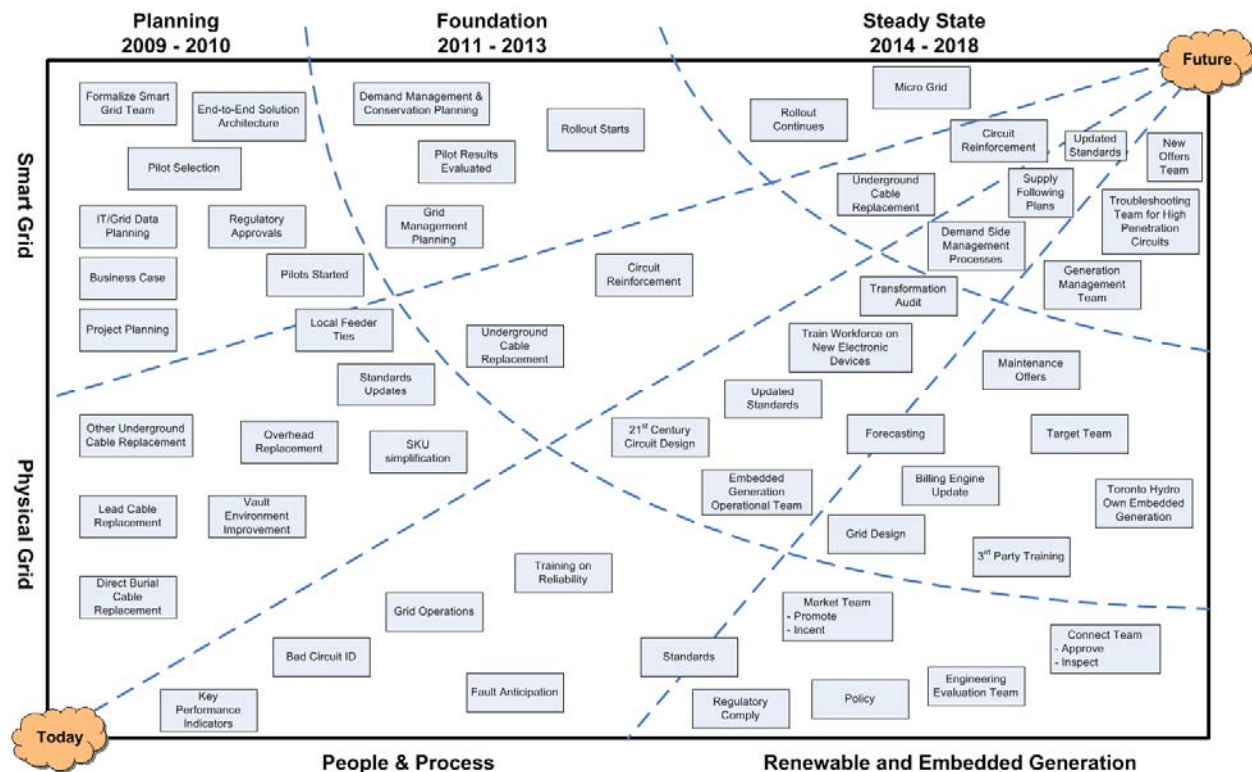 Planning
2009 - 2010
Foundation
2011 - 2013
Steady State
2014 - 2018
Future
Smart Grid
Physical Grid
Formalize Smart
Grid Team
End-to-End Solution
Architecture
Demand Management &
Conservation Planning
Rollout Starts
Rollout
Continues
Micro Grid
Pilot Selection
Pilot Results
Evaluated
Circuit
Reinforcement
Updated
Standards
New
Offers
Team
Underground
Cable
Replacement
Supply
Following
Plans
Troubleshooting
Team for High
Penetration
Circuits
IT/Grid Data
Planning
Regulatory
Approvals
Grid
Management
Planning
Demand Side
Management
Processes
Business Case
Pilots Started
Circuit
Reinforcement
Transformation
Audit
Generation
Management
Team
Project Planning
Local Feeder
Ties
Underground
Cable
Replacement
Train Workforce on
New Electronic
Devices
Maintenance
Offers
Standards
Updates
Updated
Standards
Other Underground
Cable Replacement
Overhead
Replacement
SKU
simplification
21st Century
Circuit Design
Forecasting
Target Team
Lead Cable
Replacement
Vault
Environment
Improvement
Embedded
Generation
Operational Team
Billing Engine
Update
Toronto Hydro
Own Embedded
Generation
Grid Design
3st Party Training
Direct Burial
Cable
Replacement
Training on
Reliability
Grid Operations
Market Team
- Promote
- Incent
Bad Circuit ID
Standards
Connect Team
- Approve
- Inspect
Key
Performance
Indicators
Fault Anticipation
Regulatory
Comply
Policy
Engineering
Evaluation Team
Today
People & Process
Renewable and Embedded Generation